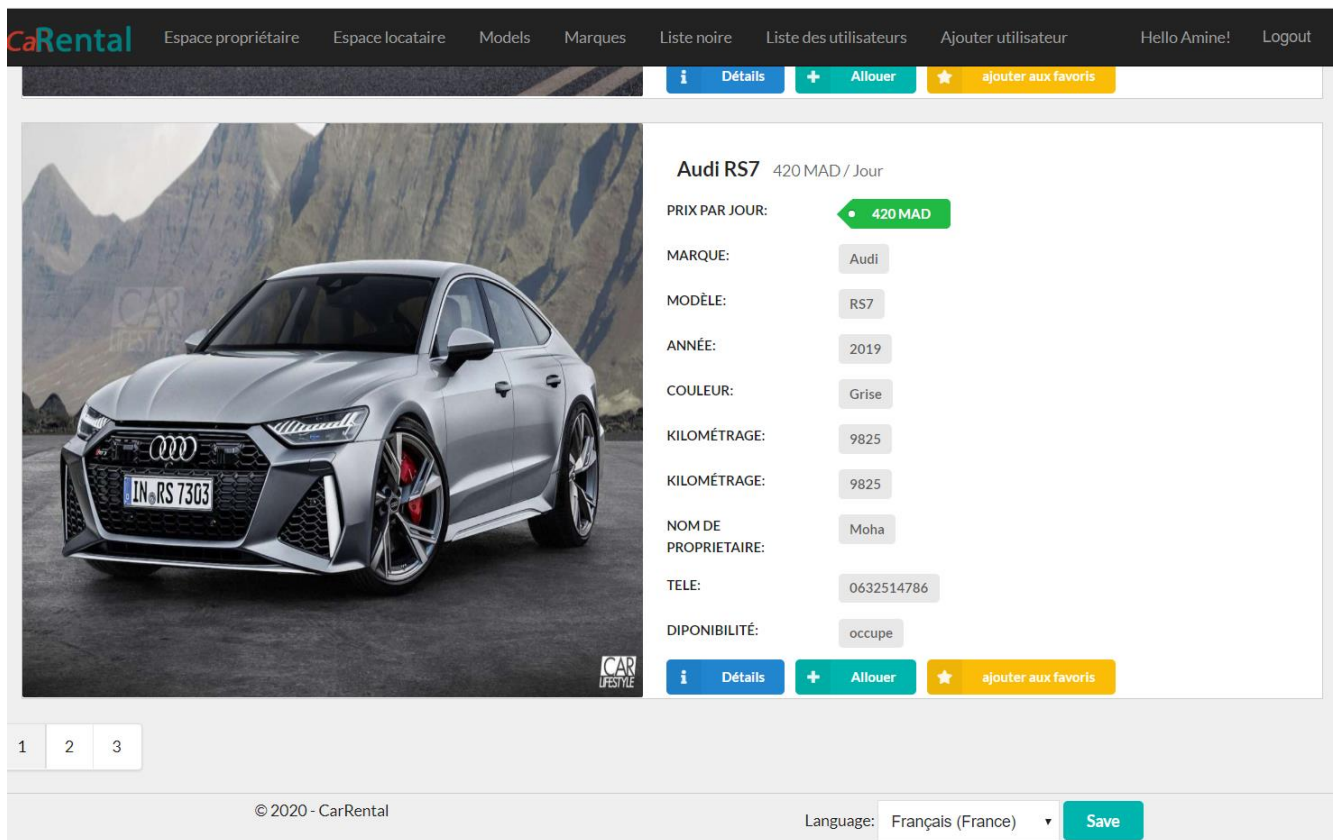 CaRental Espace propriétaire Espace locataire Models Marques Liste noire Liste des utilisateurs Ajouter utilisateur Hello Amine! Logout
Détails Allouer ajouter aux favoris
Audi RS7 420 MAD / Jour
PRIX PAR JOUR: 420 MAD
MARQUE: Audi
MODÈLE: RS7
ANNÉE: 2019
COULEUR: Grise
KILOMÉTRAGE: 9825
KILOMÉTRAGE: 9825
NOM DE
PROPRIETAIRE: Moha
TELE: 0632514786
DIPONIBILITÉ: occupe
Détails Allouer ajouter aux favoris
CAR
LIFESTYLE
IN RS 7303
CAR
LIFESTYLE
1 2 3
© 2020 - CarRental
Language: Français (France) Save